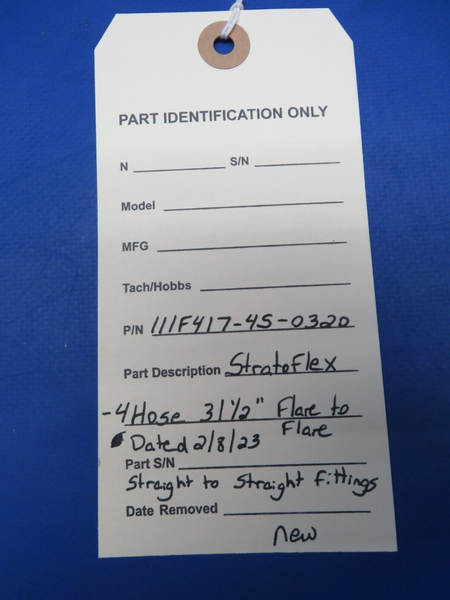 PART IDENTIFICATION ONLY
N S/N
Model
MFG
Tach/Hobbs
P/N 111F417-4S-0320
Part Description Stratoflex
-4 Hose 31 1/2" Flare to
Flare
Dated 2/8/23
Part S/N
Straight to Straight fittings
Date Removed
new